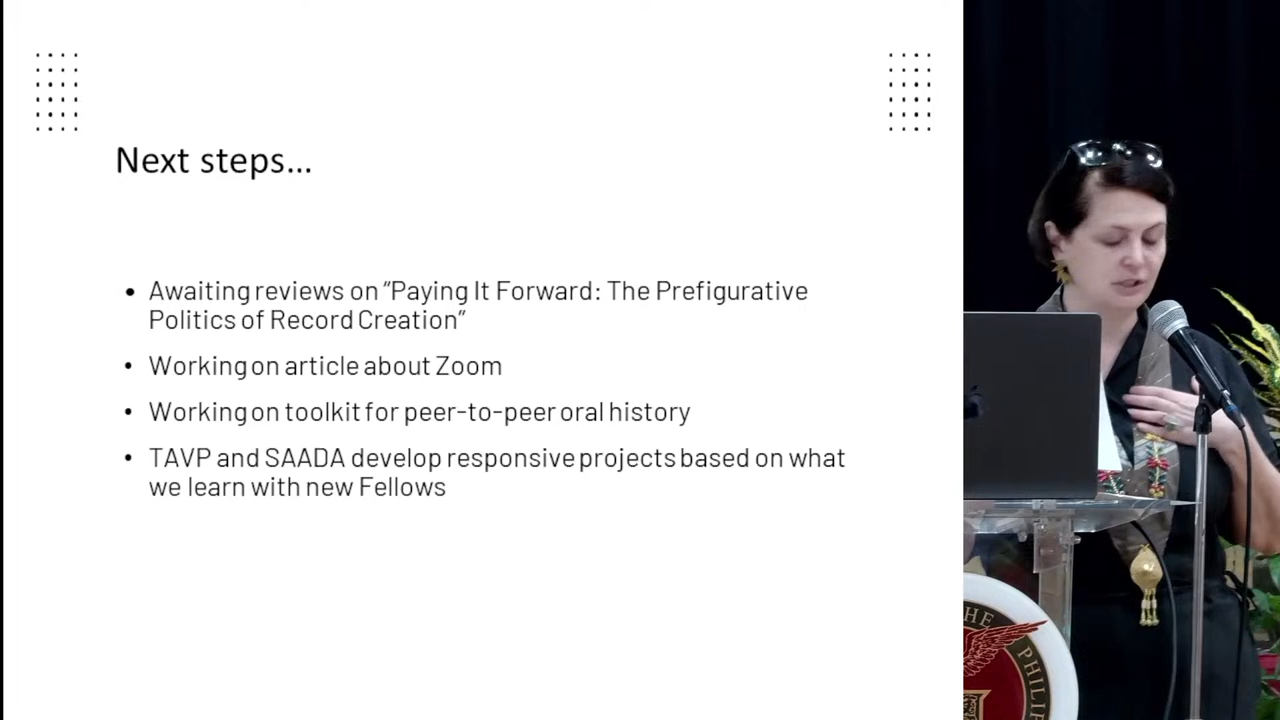 Next steps...
• Awaiting reviews on “Paying It Forward: The Prefigurative
Politics of Record Creation”
• Working on article about Zoom
• Working on toolkit for peer-to-peer oral history
• TAVP and SAADA develop responsive projects based on what
we learn with new Fellows
THE
PHILI